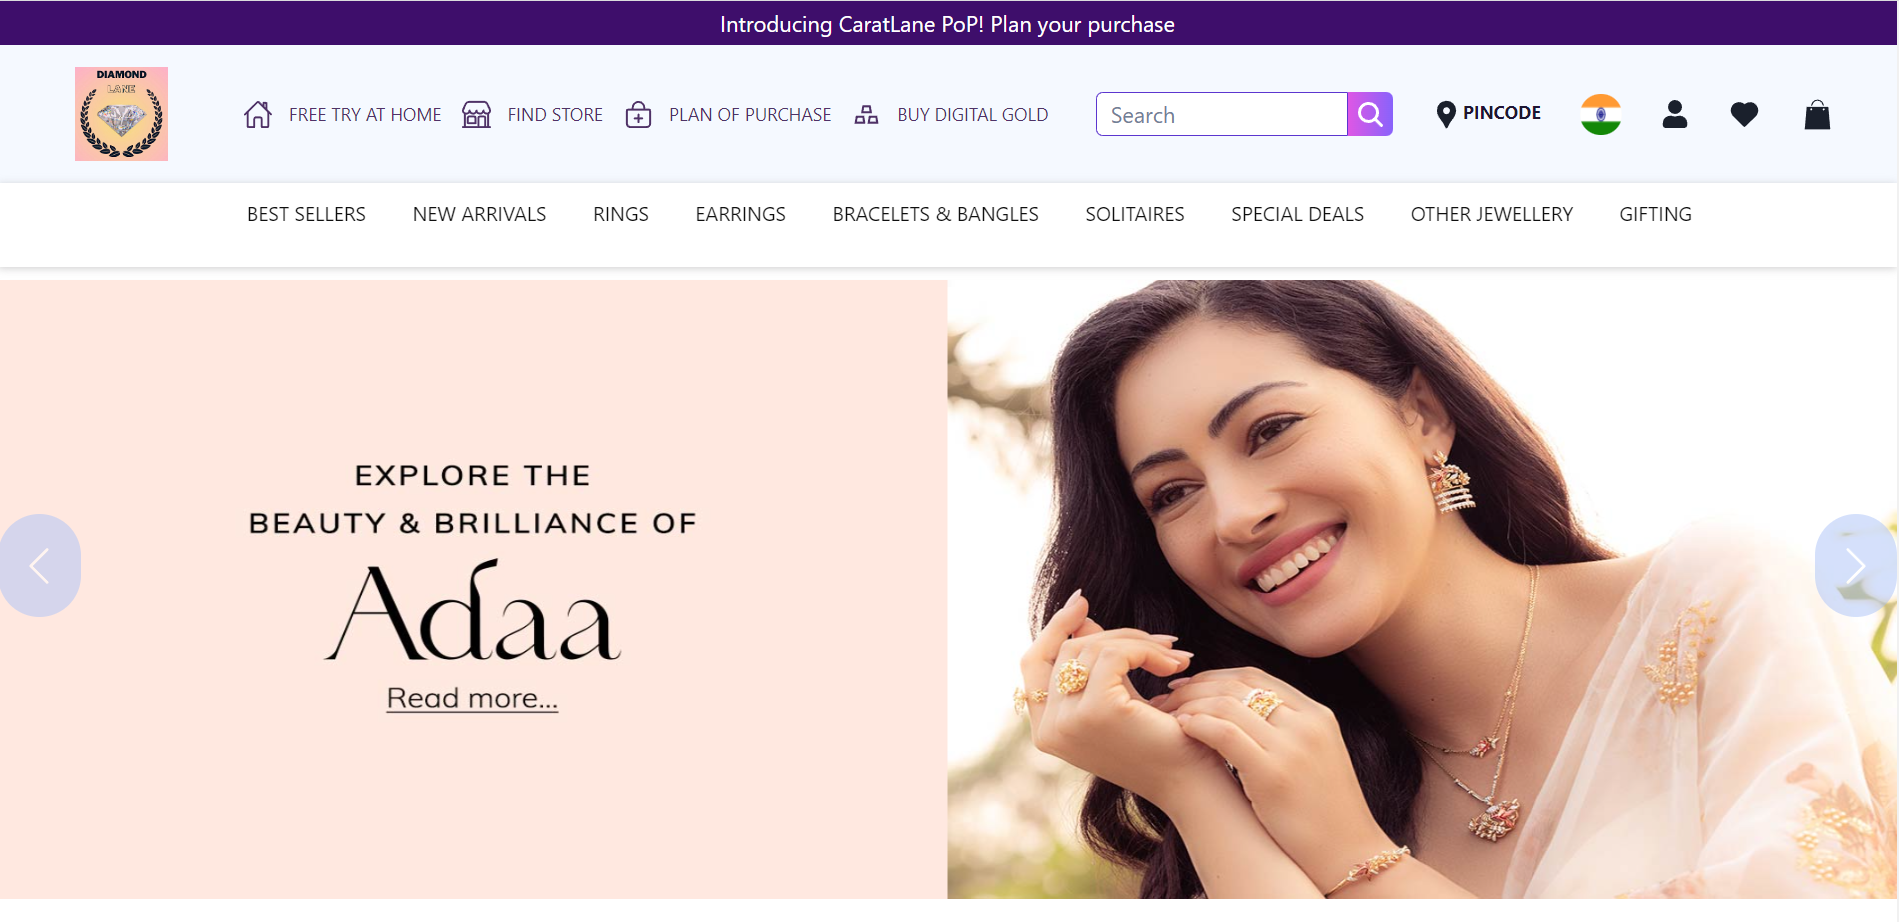 Introducing CaratLane PoP! Plan your purchase
DIAMOND
LANE
FREE TRY AT HOME
FIND STORE
PLAN OF PURCHASE
BUY DIGITAL GOLD
Search
PINCODE
BEST SELLERS
NEW ARRIVALS
RINGS
EARRINGS
BRACELETS & BANGLES
SOLITAIRES
SPECIAL DEALS
OTHER JEWELLERY
GIFTING
EXPLORE THE
BEAUTY & BRILLIANCE OF
Adaa
Read more...